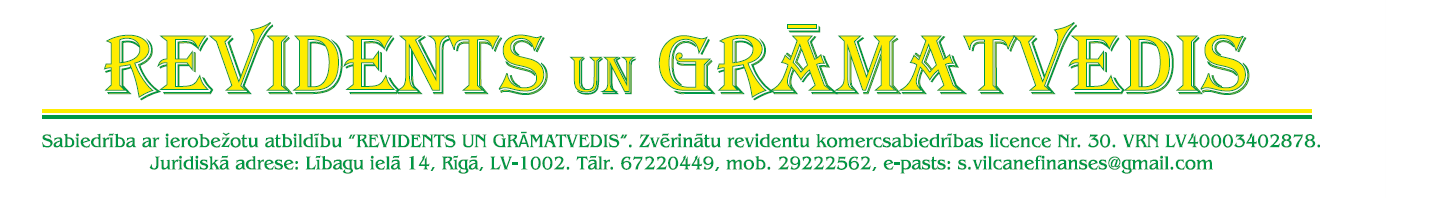 REVIDENTS UN GRĀMATVEDIS
Sabiedrība ar ierobežotu atbildību “REVIDENTS UN GRĀMATVEDIS”. Zvērinātu revidentu komercsabiedrības licence Nr. 30. VRN LV40003402878.
Juridiskā adrese: Lībagu ielā 14, Rīgā, LV-1002. Tālr. 67220449, mob. 29222562, e-pasts: s.vilcanefinanses@gmail.com